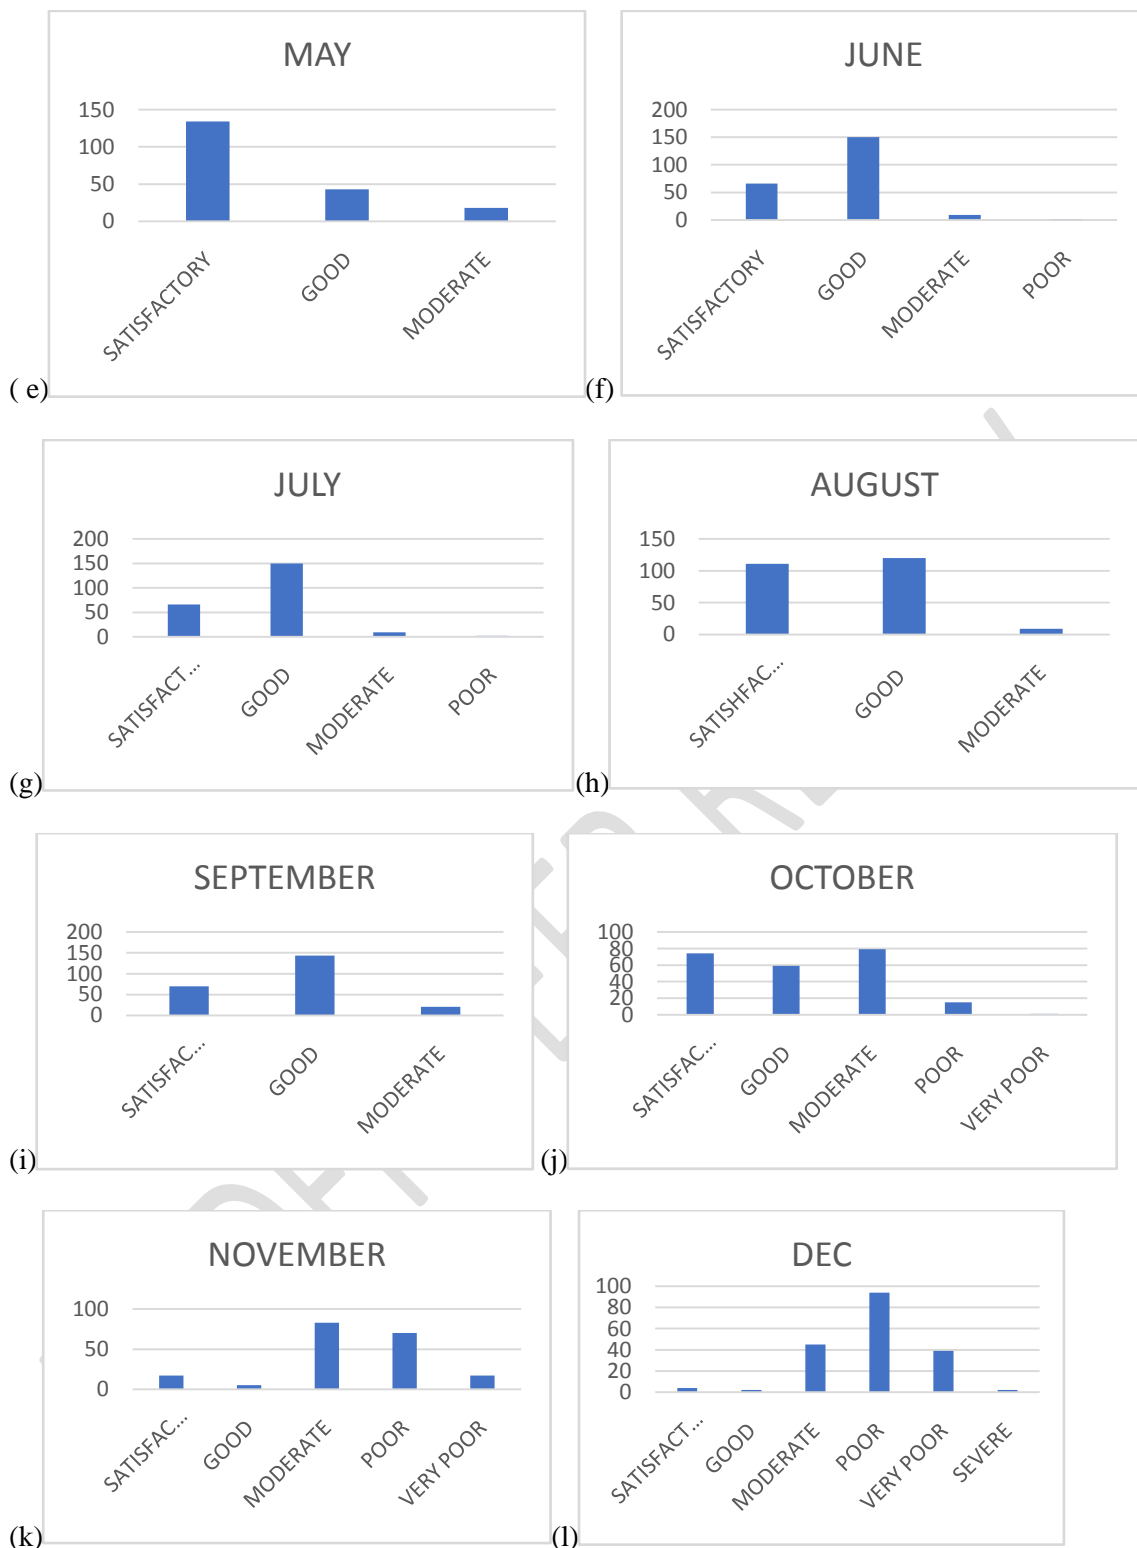 MAY
150
100
50
0
SATISFACTORY
GOOD
MODERATE
( e)
JUNE
200
150
100
50
0
SATISFACTORY
GOOD
MODERATE
POOR
(f)
JULY
200
150
100
50
0
SATISFACT...
GOOD
MODERATE
POOR
(g)
AUGUST
150
100
50
0
SATISHFAC...
GOOD
MODERATE
(h)
SEPTEMBER
200
150
100
50
0
SATISFAC...
GOOD
MODERATE
(i)
OCTOBER
100
80
60
40
20
0
SATISFAC...
GOOD
MODERATE
POOR
VERY POOR
(j)
NOVEMBER
100
50
0
SATISFAC...
GOOD
MODERATE
POOR
VERY POOR
(k)
DEC
100
80
60
40
20
0
SATISFACT...
GOOD
MODERATE
POOR
VERY POOR
SEVERE
(l)